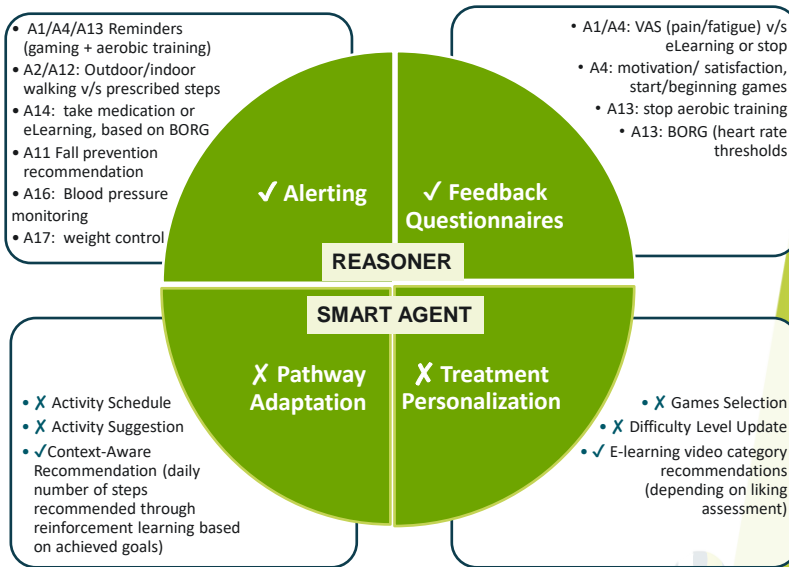 • A1/A4/A13 Reminders
(gaming + aerobic training)
• A2/A12: Outdoor/indoor
walking v/s prescribed steps
• A14: take medication or
eLearning, based on BORG
• A11 Fall prevention
recommendation
• A16: Blood pressure
monitoring
• A17: weight control
• A1/A4: VAS (pain/fatigue) v/s
eLearning or stop
• A4: motivation/ satisfaction,
start/beginning games
• A13: stop aerobic training
• A13: BORG (heart rate
thresholds
✓ Alerting
✓ Feedback
Questionnaires
REASONER
SMART AGENT
✗ Pathway
Adaptation
✗ Treatment
Personalization
• ✗ Activity Schedule
• ✗ Activity Suggestion
• ✓Context-Aware
Recommendation (daily
number of steps
recommended through
reinforcement learning based
on achieved goals)
• ✗ Games Selection
• ✗ Difficulty Level Update
• ✓ E-learning video category
recommendations
(depending on liking
assessment)